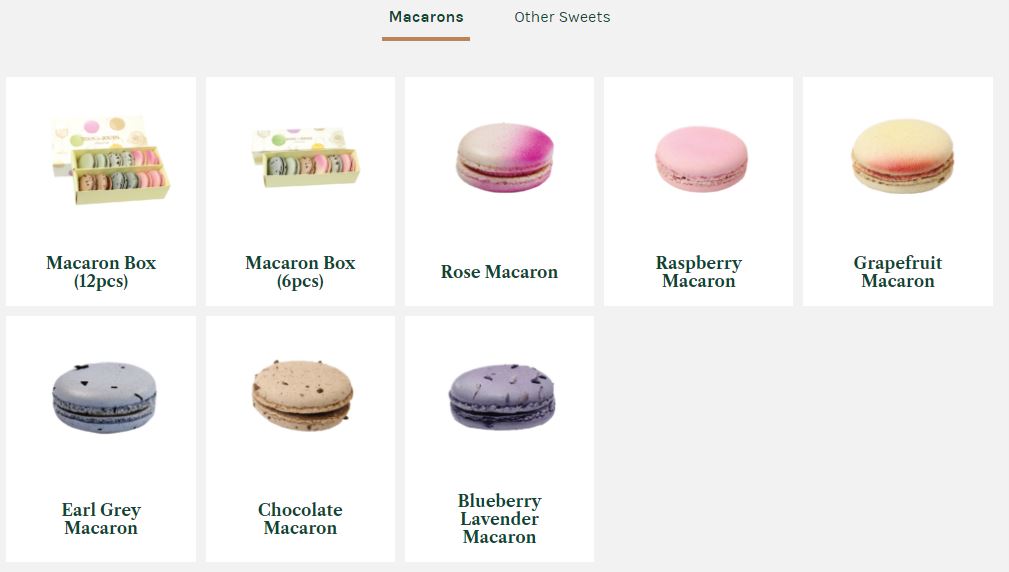 Macarons
Other Sweets
Macaron Box
(12pcs)
Macaron Box
(6pcs)
Rose Macaron
Raspberry
Macaron
Grapefruit
Macaron
Earl Grey
Macaron
Chocolate
Macaron
Blueberry
Lavender
Macaron